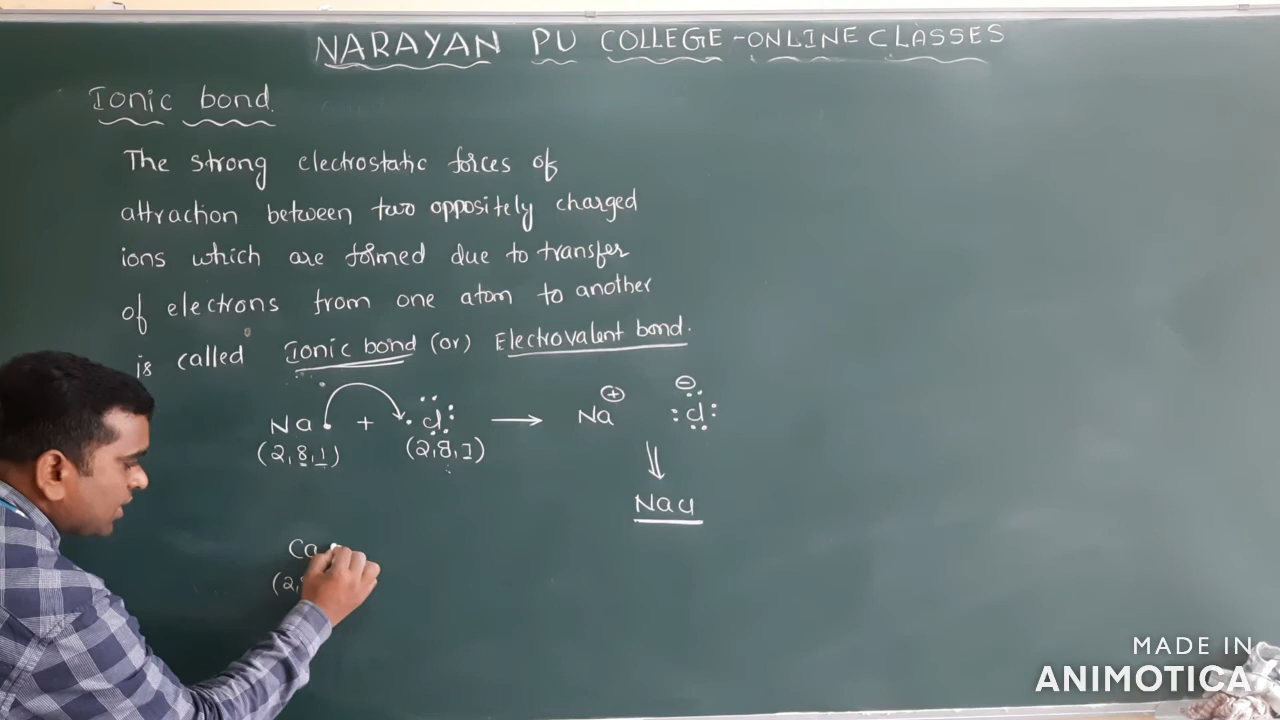 NARAYAN PU COLLEGE-ONLINE CLASSES
Ionic bond.
The strong electrostatic forces of
attraction between two oppositely charged
ions which are formed due to transfer
of electrons from one atom to another
is called Ionic bond (or) Electrovalent bond.
Na + Cl → Na⊕ Cl⊖
(2,8,1) (2,8,7)
⇓
NaCl
Ca
(2,
MADE IN
ANIMOTICA